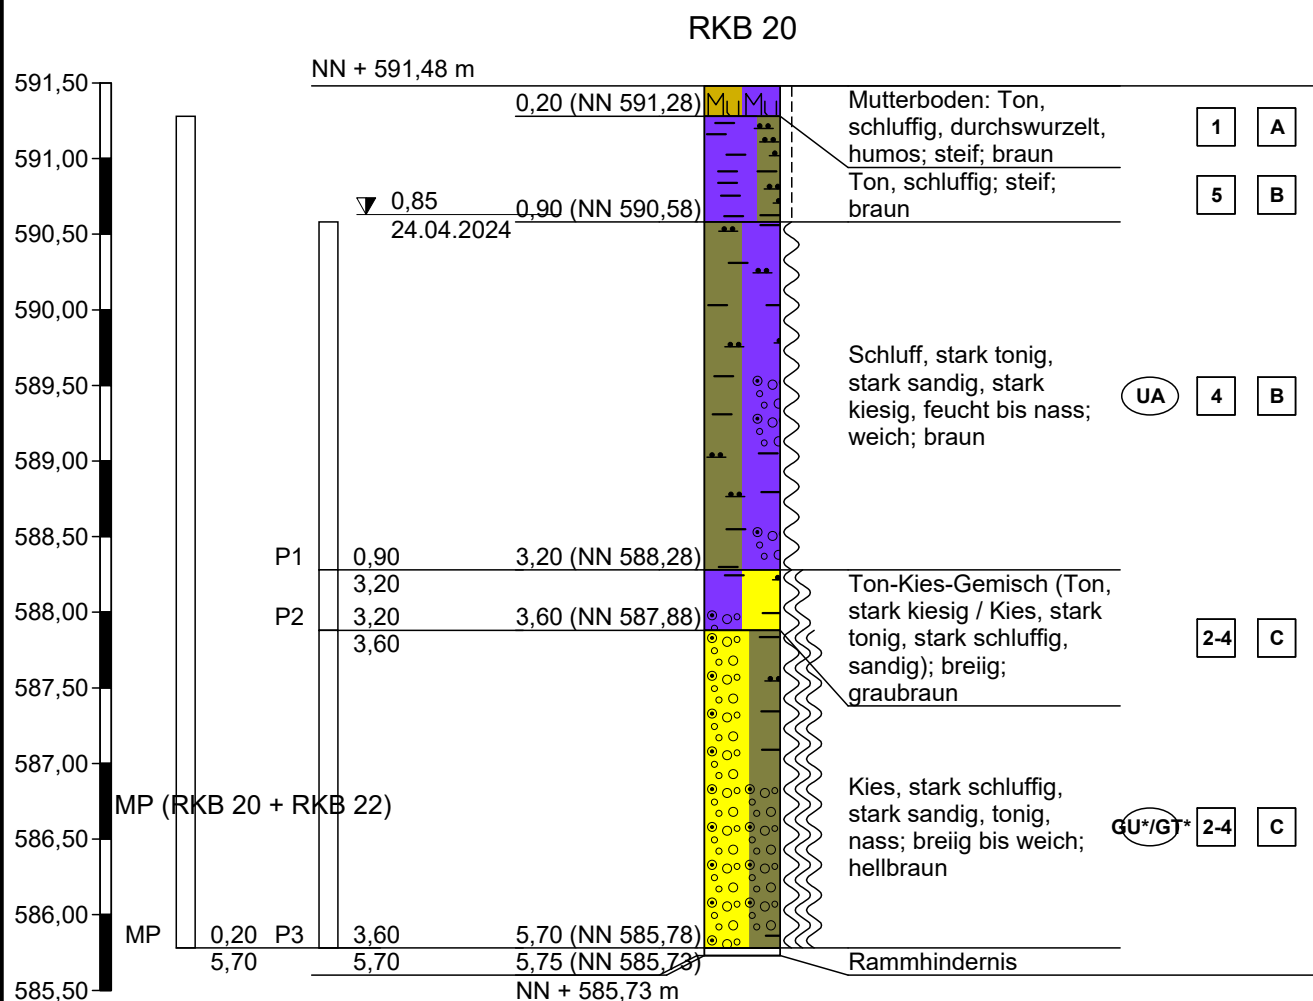 RKB 20
NN + 591,48 m
591,50
0,20 (NN 591,28)
Mu Mu
Mutterboden: Ton,
schluffig, durchswurzelt,
humos; steif; braun
1 A
591,00
Ton, schluffig; steif;
braun
5 B
0,85
24.04.2024
0,90 (NN 590,58)
590,50
590,00
589,50
Schluff, stark tonig,
stark sandig, stark
kiesig, feucht bis nass;
weich; braun
UA 4 B
589,00
588,50
P1 0,90
3,20
3,20 (NN 588,28)
588,00
P2 3,20
3,60
3,60 (NN 587,88)
Ton-Kies-Gemisch (Ton,
stark kiesig / Kies, stark
tonig, stark schluffig,
sandig); breiig;
graubraun
2-4 C
587,50
587,00
MP (RKB 20 + RKB 22)
Kies, stark schluffig,
stark sandig, tonig,
nass; breiig bis weich;
hellbraun
GU*/GT* 2-4 C
586,50
586,00
MP 0,20
5,70
P3 3,60
5,70
5,70 (NN 585,78)
5,75 (NN 585,73)
Rammhindernis
585,50
NN + 585,73 m